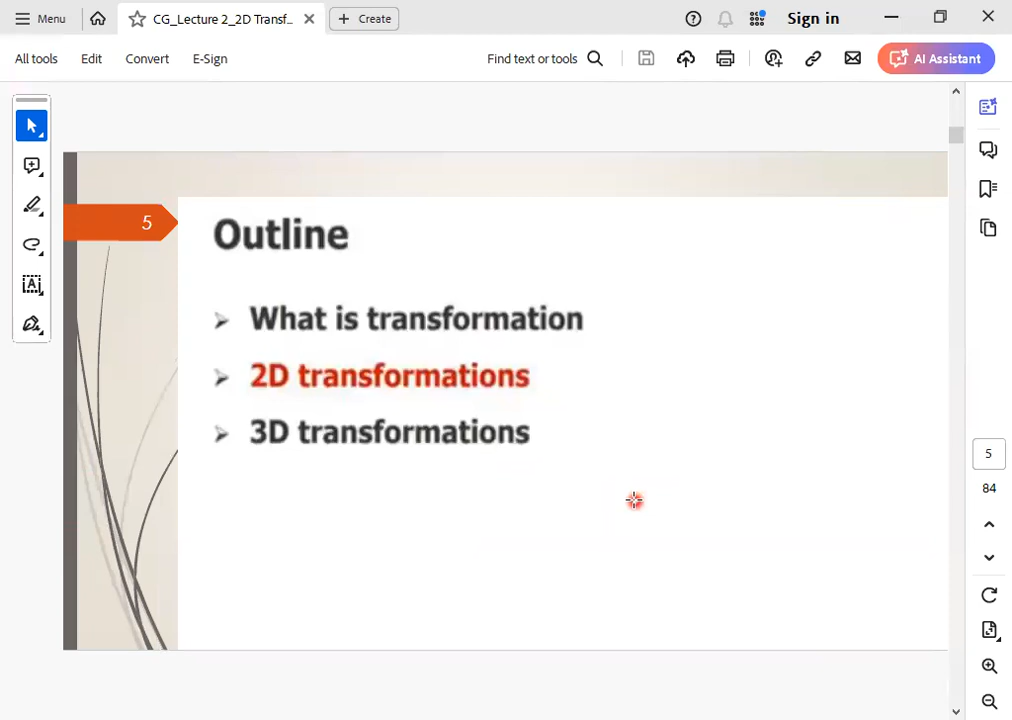 Menu
CG_Lecture 2_2D Transf...
+ Create
Sign in
All tools
Edit
Convert
E-Sign
Find text or tools
AI Assistant
5
Outline
What is transformation
2D transformations
3D transformations
5
84